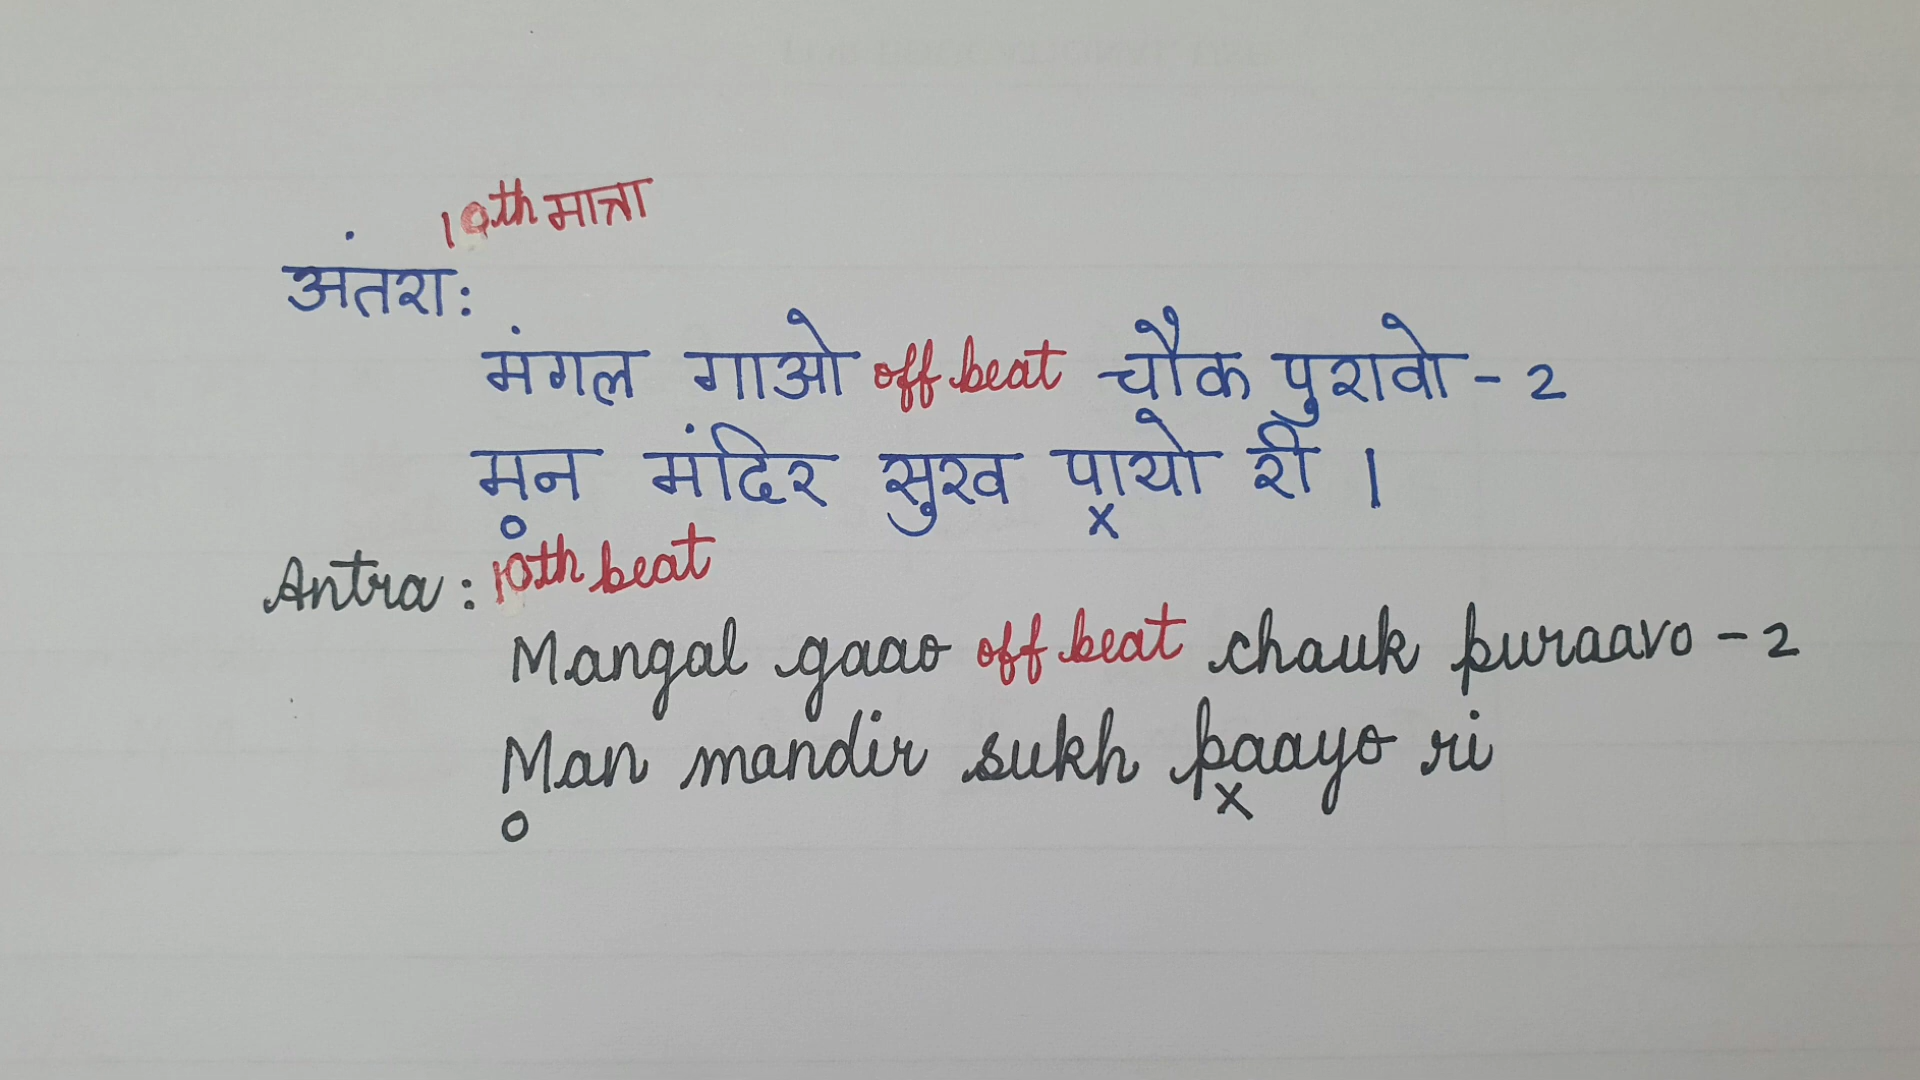 10th मात्रा
अंतरा:
मंगल गाओ off beat चौक पुरावो - 2
मन मंदिर सुख पायो री ।
o x
Antra : 10th beat
Mangal gaao off beat chauk puraavo - 2
Man mandir sukh paayo ri
o x